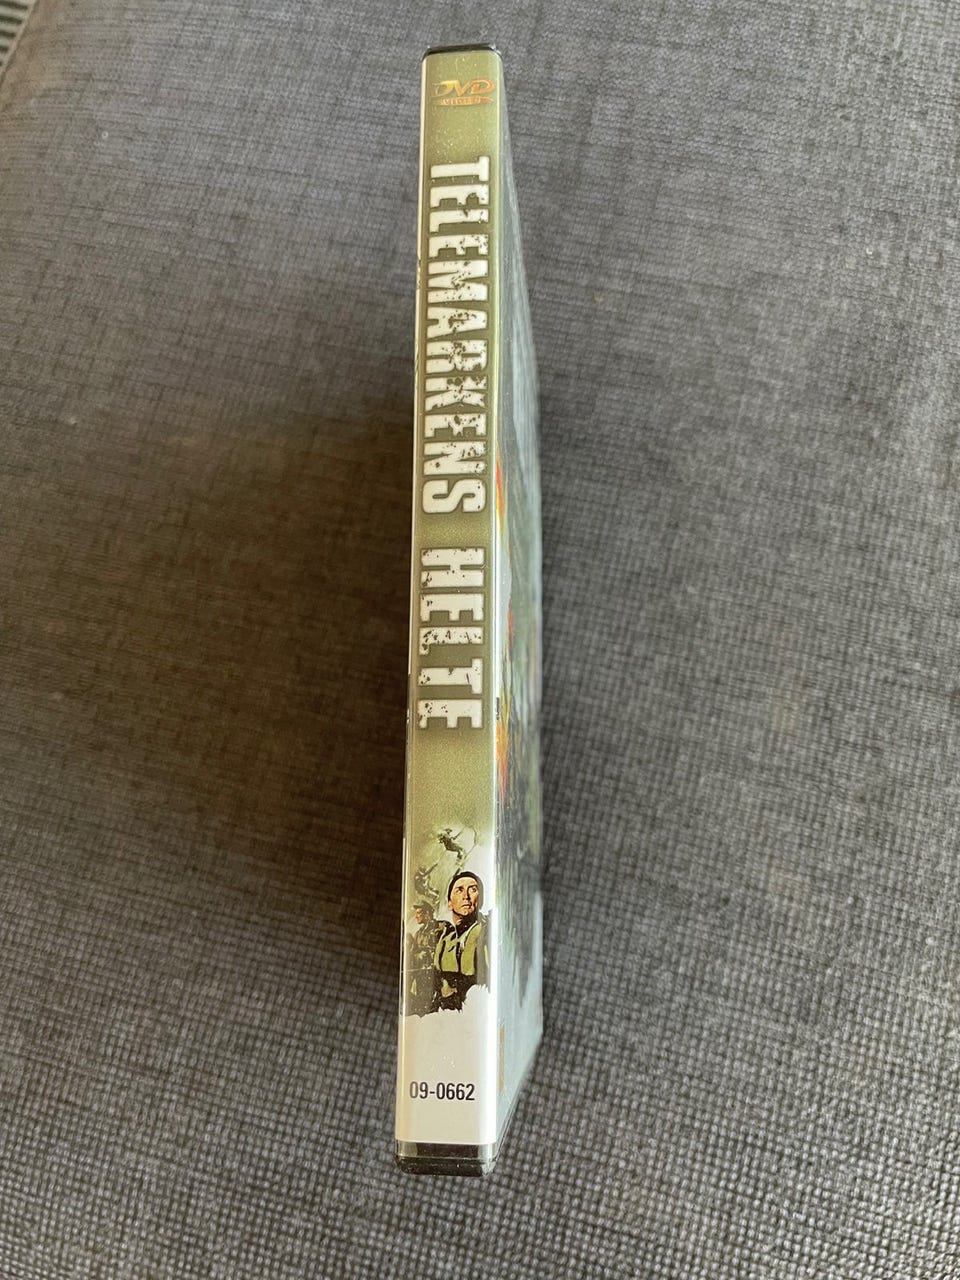 DVD
VIDEO
TELEMARKENS HELTE
09-0662